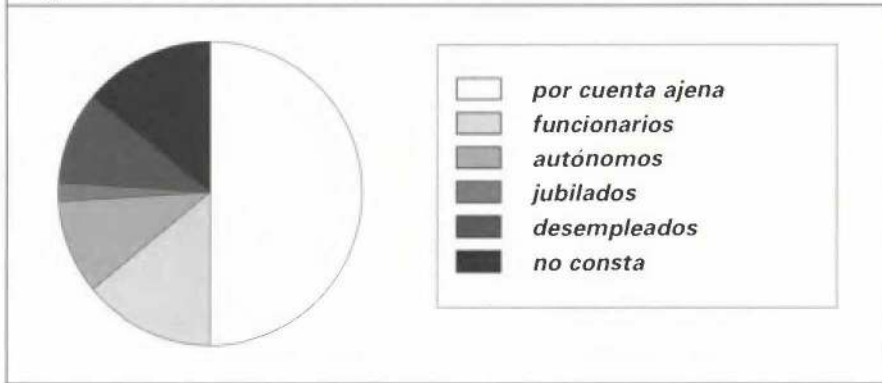 por cuenta ajena
funcionarios
autónomos
jubilados
desempleados
no consta